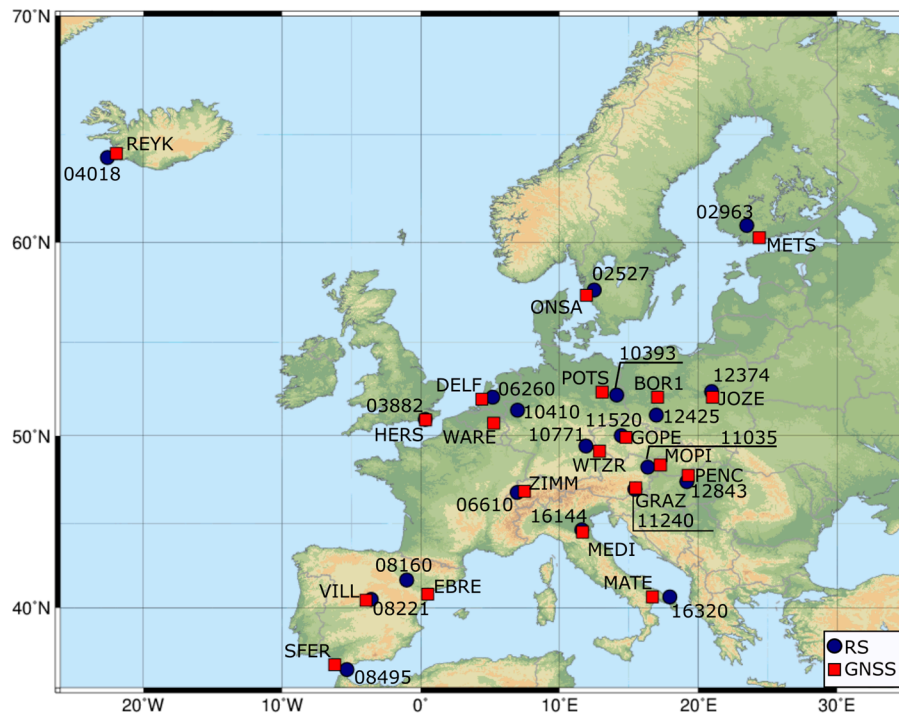 70°N
REYK
04018
02963
60°N
METS
02527
ONSA
10393
DELF
06260
POTS
BOR1
12374
JOZE
03882
10410
11520
12425
HERS
WARE
10771
GOPE
11035
50°N
WTZR
MOPI
ZIMM
PENC
06610
12843
GRAZ
16144
11240
MEDI
08160
VILL
EBRE
MATE
08221
16320
40°N
SFER
08495
RS
GNSS
20°W
10°W
0°
10°E
20°E
30°E